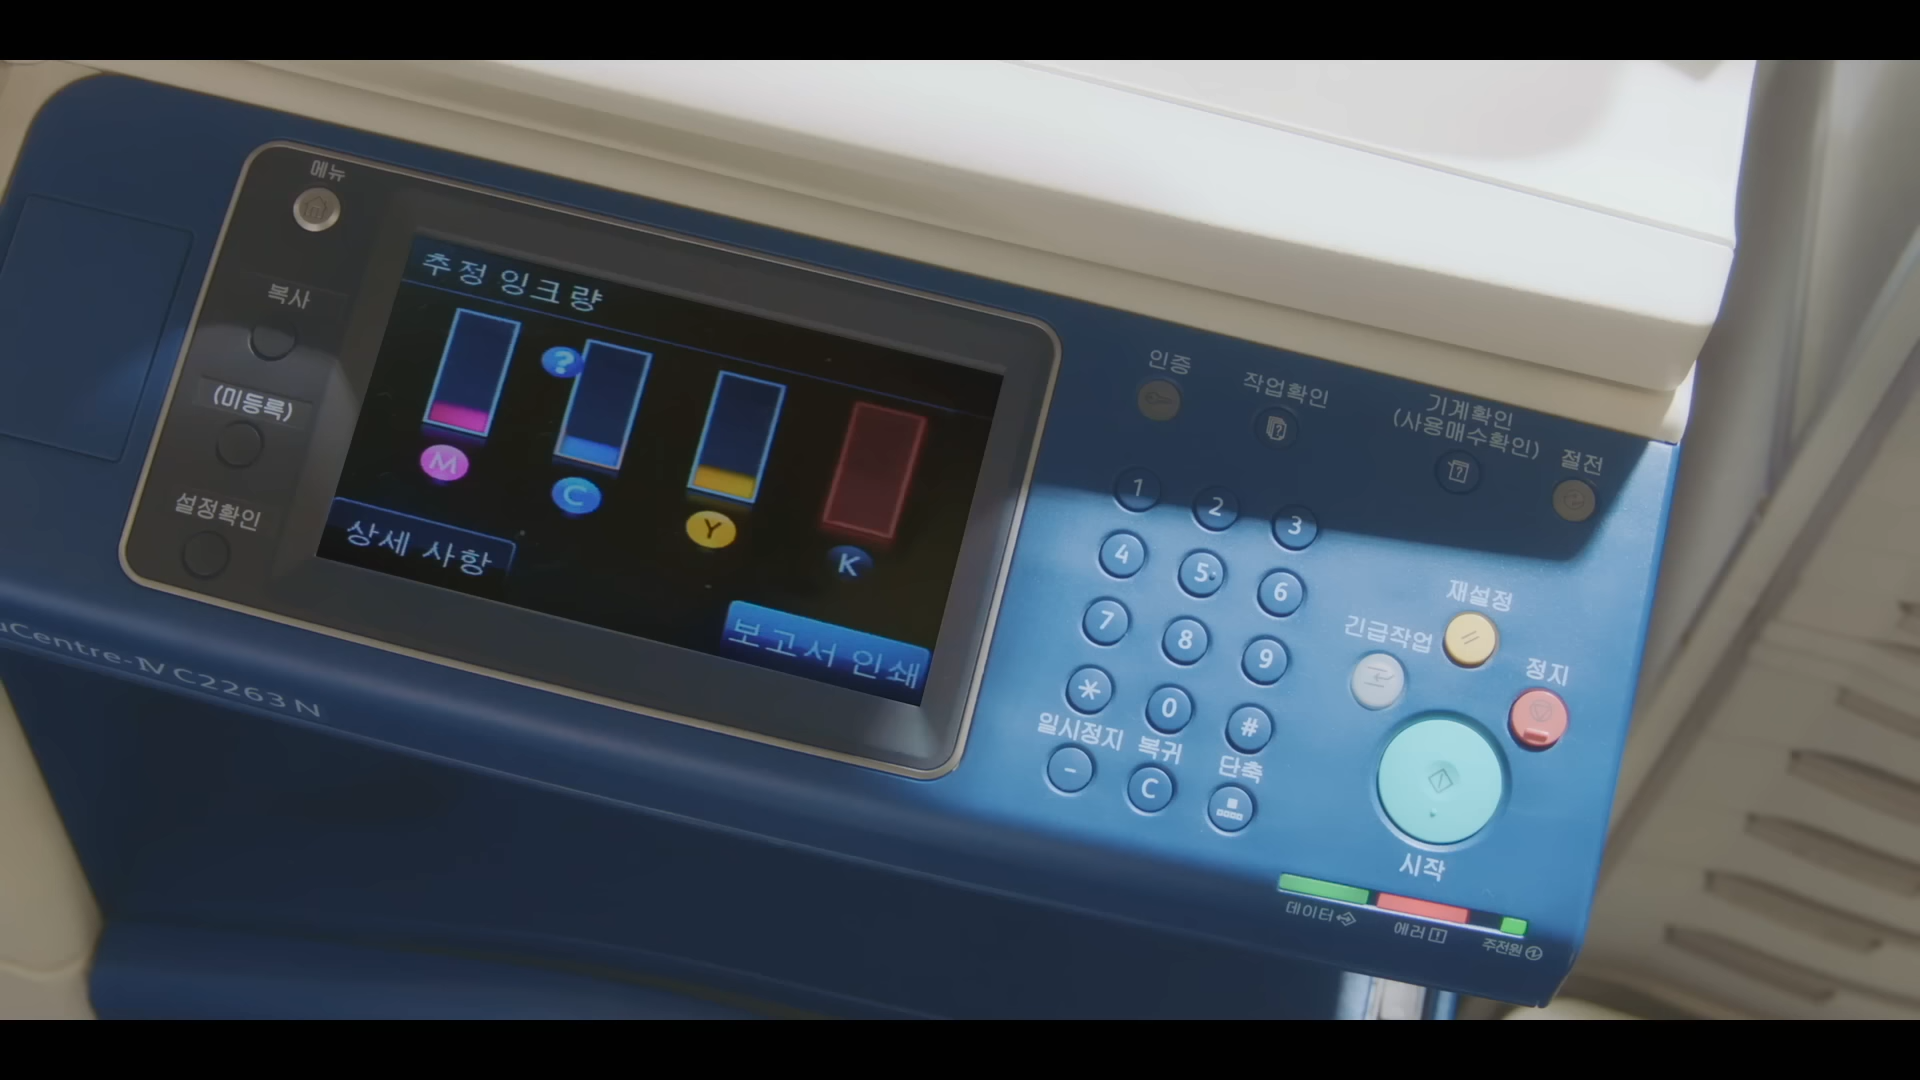 메뉴
복사
(미등록)
설정확인
추정 잉크량
?
M
C
Y
K
상세 사항
보고서 인쇄
Centre-Ⅳ C2263 N
인증
작업확인
기계확인
(사용매수확인)
절전
1 2 3
4 5 6
7 8 9
* 0 #
일시정지 복귀 단축
- C
재설정
긴급작업
정지
시작
데이터
에러
주전원